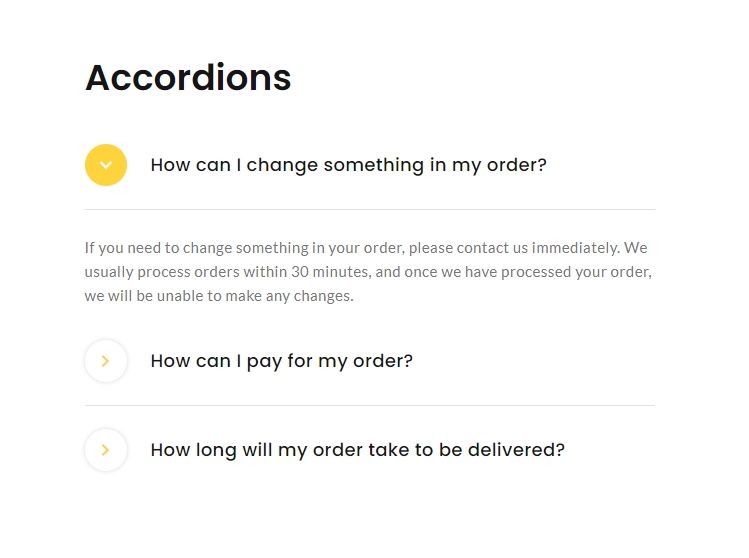 Accordions
How can I change something in my order?
If you need to change something in your order, please contact us immediately. We
usually process orders within 30 minutes, and once we have processed your order,
we will be unable to make any changes.
How can I pay for my order?
How long will my order take to be delivered?